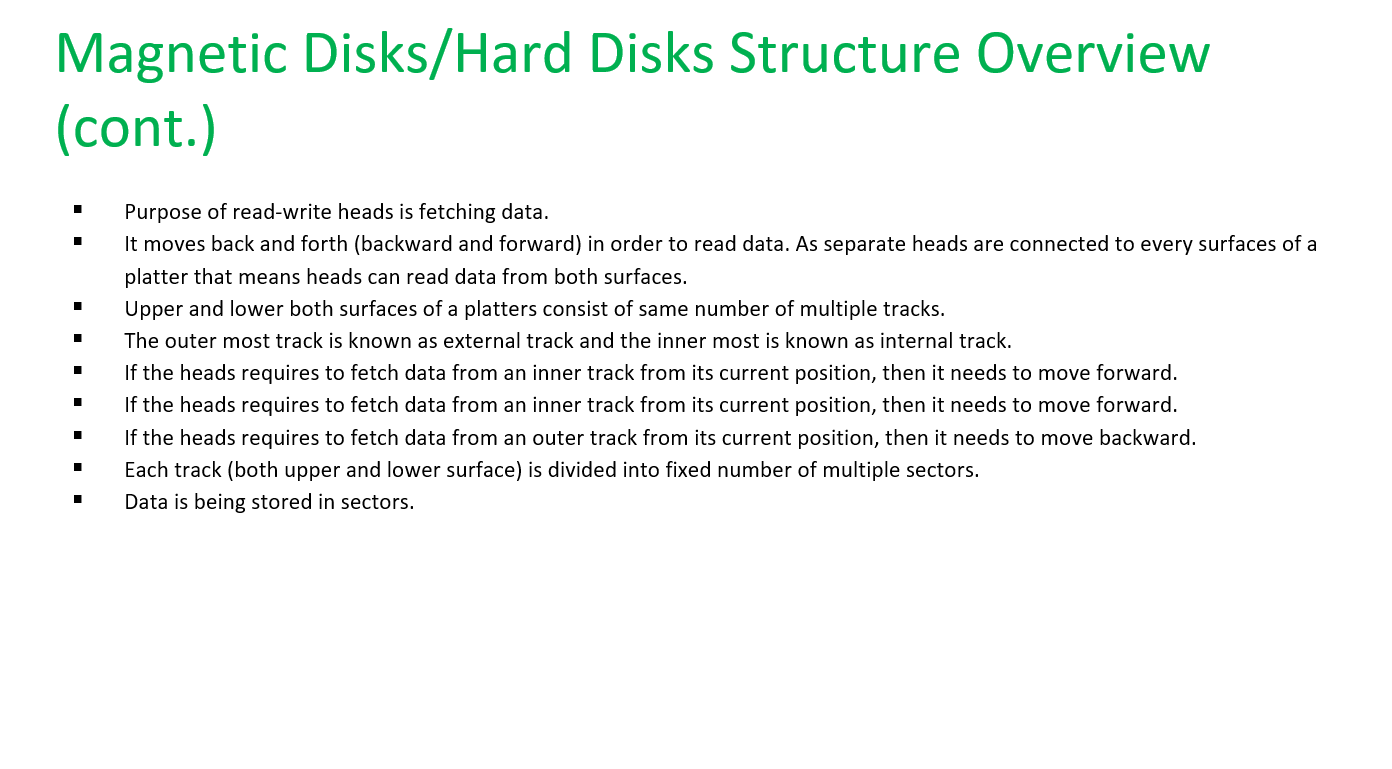 Magnetic Disks/Hard Disks Structure Overview
(cont.)
▪ Purpose of read-write heads is fetching data.
▪ It moves back and forth (backward and forward) in order to read data. As separate heads are connected to every surfaces of a
platter that means heads can read data from both surfaces.
▪ Upper and lower both surfaces of a platters consist of same number of multiple tracks.
▪ The outer most track is known as external track and the inner most is known as internal track.
▪ If the heads requires to fetch data from an inner track from its current position, then it needs to move forward.
▪ If the heads requires to fetch data from an inner track from its current position, then it needs to move forward.
▪ If the heads requires to fetch data from an outer track from its current position, then it needs to move backward.
▪ Each track (both upper and lower surface) is divided into fixed number of multiple sectors.
▪ Data is being stored in sectors.